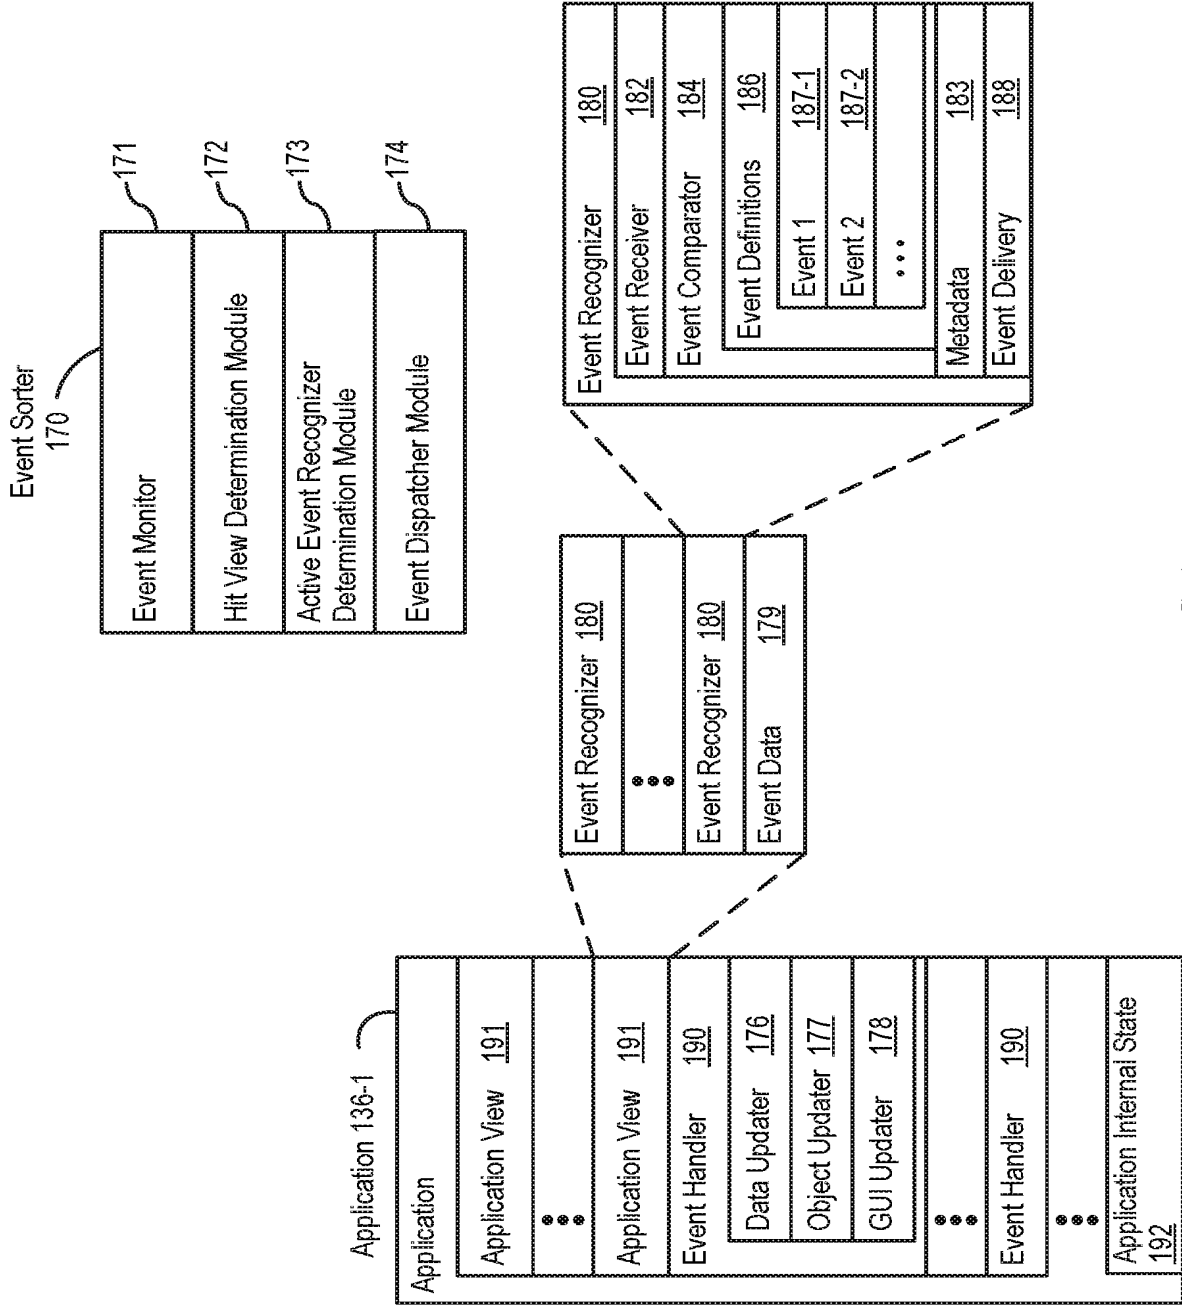 Event Sorter
170
Event Monitor
171
Hit View Determination Module
172
Active Event Recognizer
Determination Module
173
Event Dispatcher Module
174
Application 136-1
Application
Application View 191
Application View 191
Event Handler 190
Data Updater 176
Object Updater 177
GUI Updater 178
Event Handler 190
Application Internal State
192
Event Recognizer 180
Event Recognizer 180
Event Data 179
Event Recognizer 180
Event Receiver 182
Event Comparator 184
Event Definitions 186
Event 1 187-1
Event 2 187-2
Metadata 183
Event Delivery 188